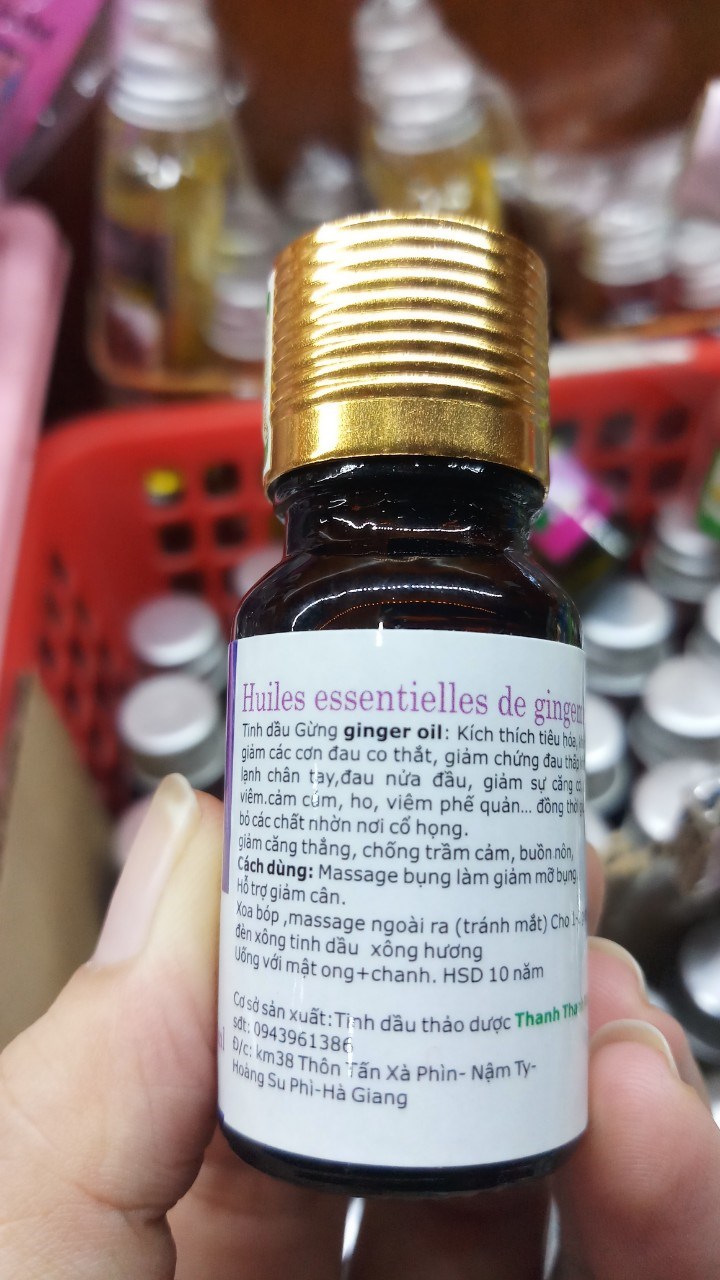 Huiles essentielles de
Tinh dầu Gừng ginger oil: Kích thích tiêu hóa,
giảm các cơn đau co thắt, giảm chứng đau
lạnh chân tay,đau nửa đầu, giảm sự căng
viêm.cảm cúm, ho, viêm phế quản... đồng
bỏ các chất nhờn nơi cổ họng.
giảm căng thẳng, chống trầm cảm, buồn nôn,
Cách dùng: Massage bụng làm giảm mỡ bụng
Hỗ trợ giảm cân.
Xoa bóp ,massage ngoài ra (tránh mắt) Cho
đèn xông tinh dầu xông hương
Uống với mật ong+chanh. HSD 10 năm
Cơ sở sản xuất:Tinh dầu thảo dược Thanh
sđt: 0943961386
Đ/c: km38 Thôn Tấn Xà Phìn- Nậm Ty-
Hoàng Su Phì-Hà Giang